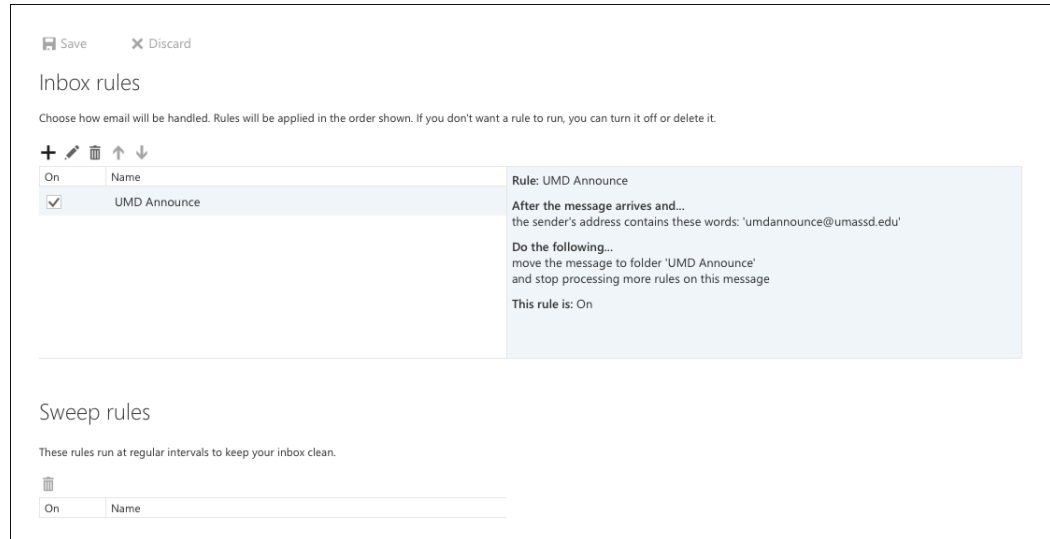 Save Discard
Inbox rules
Choose how email will be handled. Rules will be applied in the order shown. If you don't want a rule to run, you can turn it off or delete it.
On Name
UMD Announce
Rule: UMD Announce
After the message arrives and...
the sender's address contains these words: 'umdannounce@umassd.edu'
Do the following...
move the message to folder 'UMD Announce'
and stop processing more rules on this message
This rule is: On
Sweep rules
These rules run at regular intervals to keep your inbox clean.
On Name